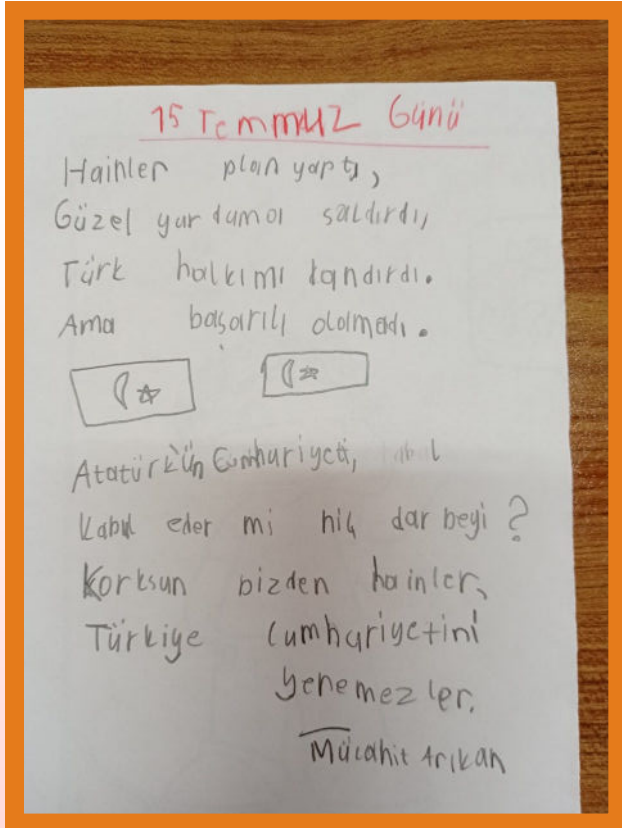 15 Temmuz Günü
Hainler plan yaptı,
Güzel yurduma saldırdı,
Türk halkımı kandırdı.
Ama başarılı olamadı.
Atatürk'ün Cumhuriyeti,
Kabul eder mi hiç darbeyi?
Korksun bizden hainler,
Türkiye Cumhuriyetini
yenemezler.
Mücahit Arıkan